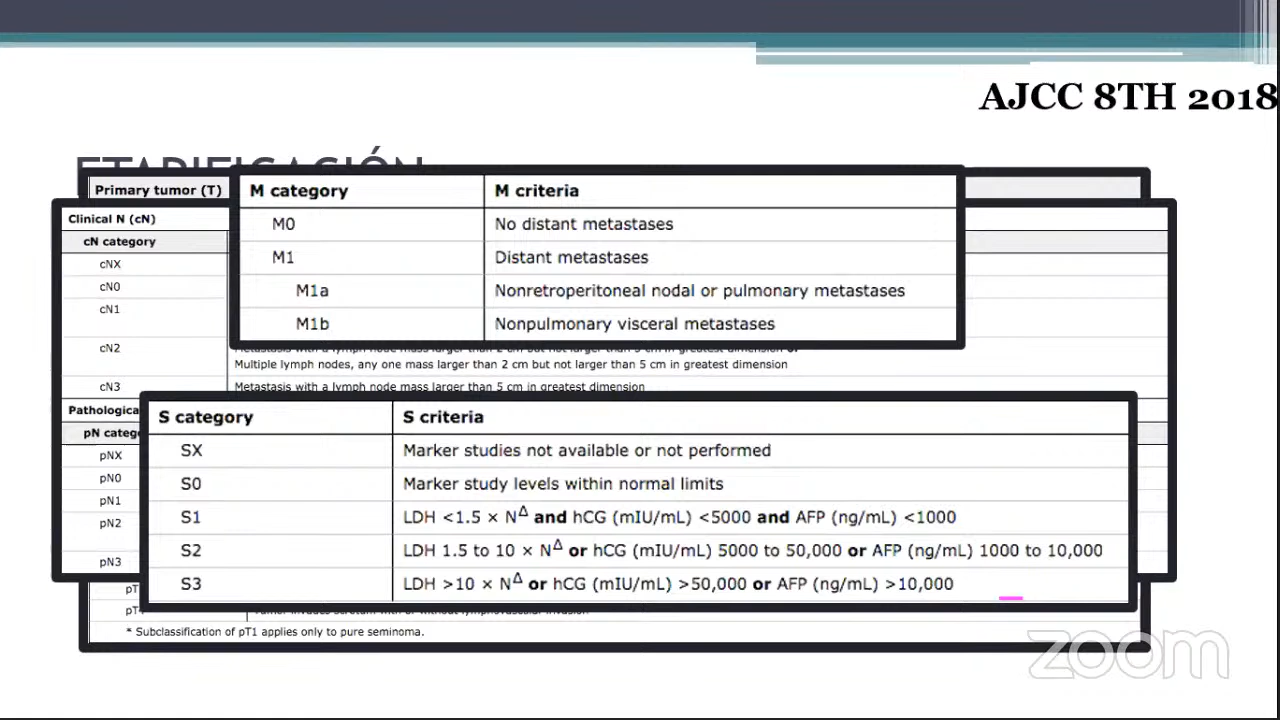 AJCC 8TH 2018
ETADIFICACIÓN
Primary tumor (T)
Clinical N (cN)
cN category
cNX
cN0
cN1
cN2
Multiple lymph nodes, any one mass larger than 2 cm but not larger than 5 cm in greatest dimension
cN3 Metastasis with a lymph node mass larger than 5 cm in greatest dimension
Pathologica
pN categ
pNX
pN0
pN1
pN2
pN3
M category M criteria
M0 No distant metastases
M1 Distant metastases
M1a Nonretroperitoneal nodal or pulmonary metastases
M1b Nonpulmonary visceral metastases
S category S criteria
SX Marker studies not available or not performed
S0 Marker study levels within normal limits
S1 LDH <1.5 × N^Δ and hCG (mIU/mL) <5000 and AFP (ng/mL) <1000
S2 LDH 1.5 to 10 × N^Δ or hCG (mIU/mL) 5000 to 50,000 or AFP (ng/mL) 1000 to 10,000
S3 LDH >10 × N^Δ or hCG (mIU/mL) >50,000 or AFP (ng/mL) >10,000
* Subclassification of pT1 applies only to pure seminoma.
zoom